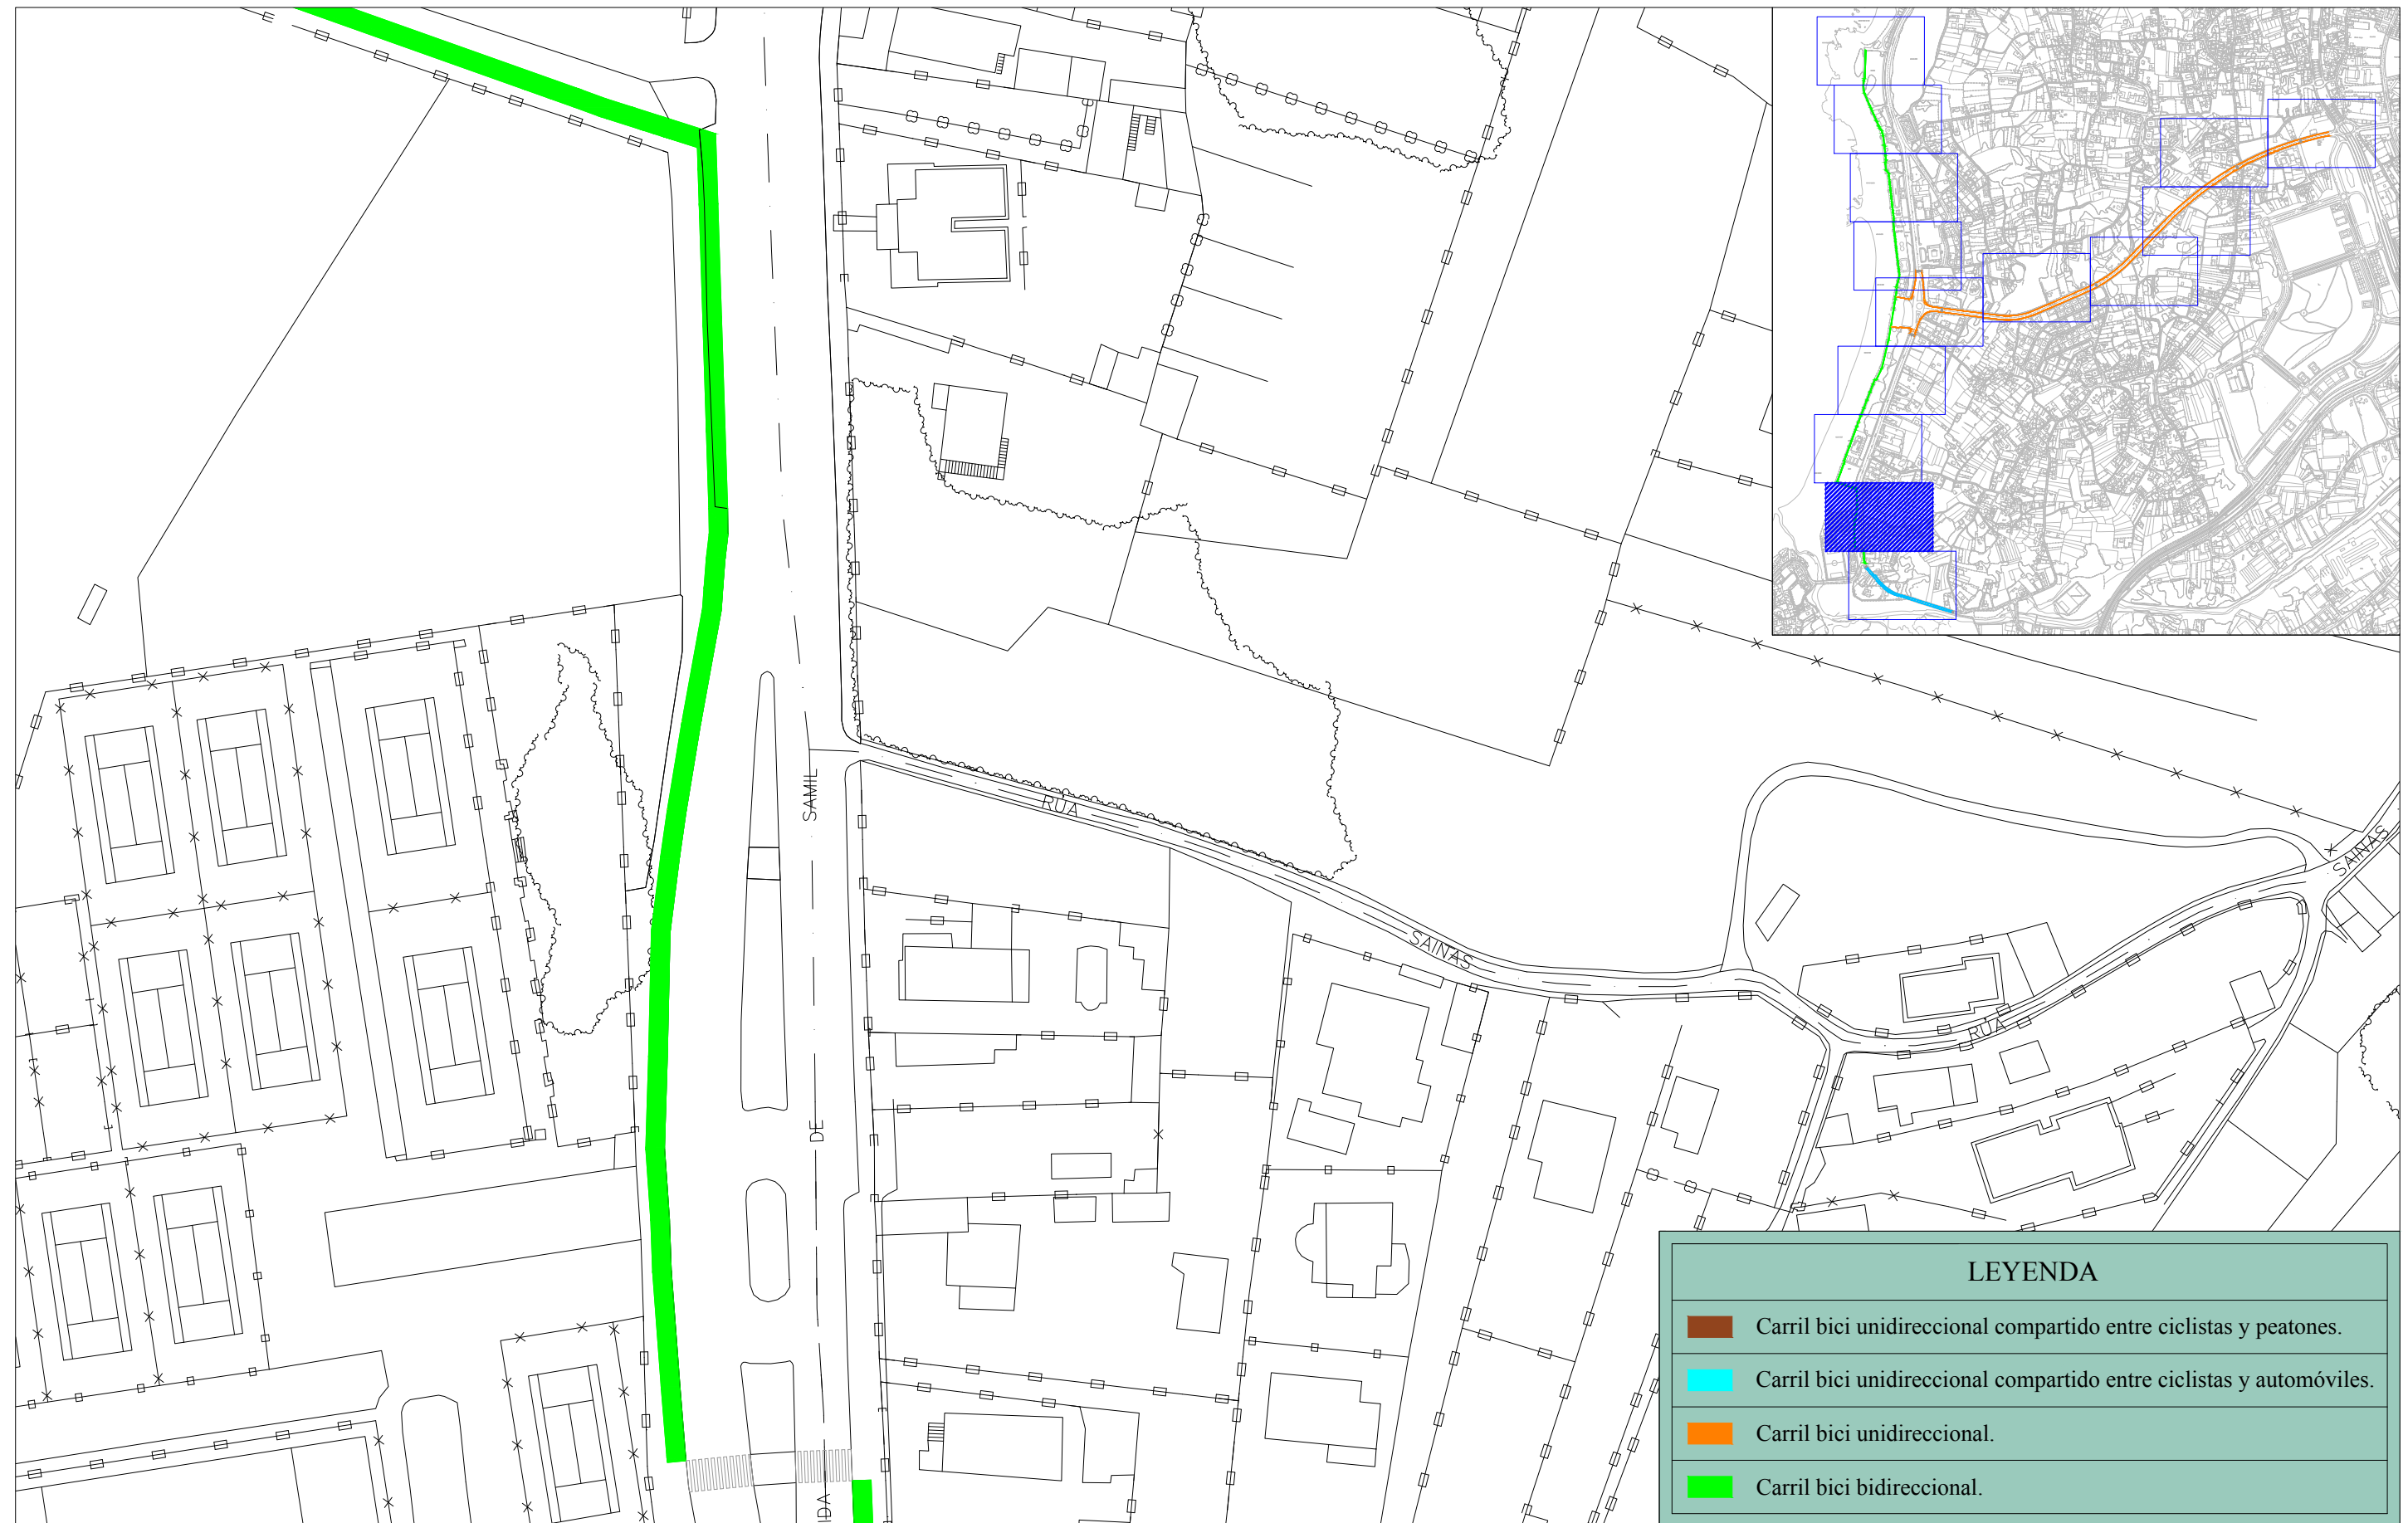 SAMIL
RÚA
SAINAS
SAINAS
RÚA
DE
IDA
LEYENDA
Carril bici unidireccional compartido entre ciclistas y peatones.
Carril bici unidireccional compartido entre ciclistas y automóviles.
Carril bici unidireccional.
Carril bici bidireccional.